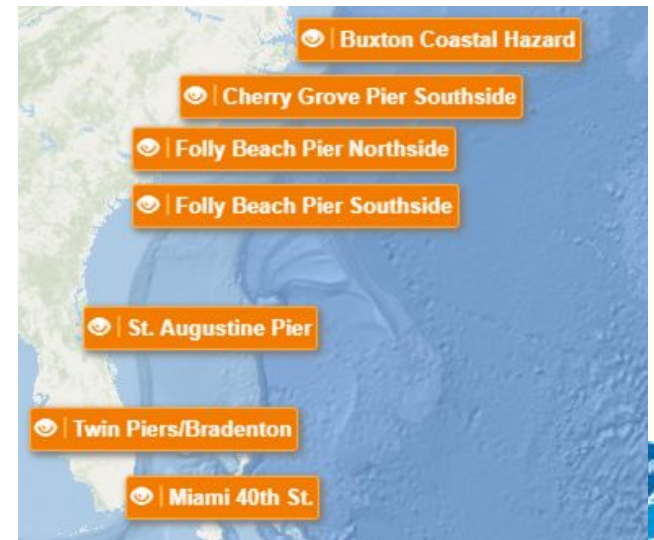 Buxton Coastal Hazard
Cherry Grove Pier Southside
Folly Beach Pier Northside
Folly Beach Pier Southside
St. Augustine Pier
Twin Piers/Bradenton
Miami 40th St.